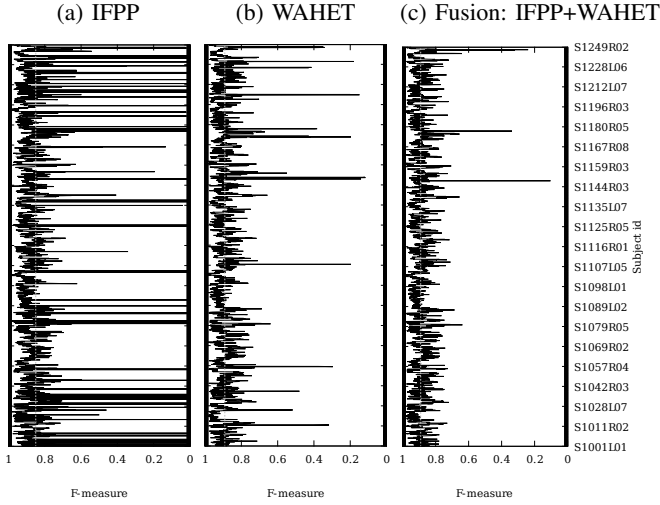 (a) IFPP (b) WAHET (c) Fusion: IFPP+WAHET
S1249R02
S1228L06
S1212L07
S1196R03
S1180R05
S1167R08
S1159R03
S1144R03
S1135L07
S1125R05
S1116R01
S1107L05
S1098L01
S1089L02
S1079R05
S1069R02
S1057R04
S1042R03
S1028L07
S1011R02
S1001L01
Subject id
1 0.8 0.6 0.4 0.2 0 1 0.8 0.6 0.4 0.2 0 1 0.8 0.6 0.4 0.2 0
F-measure F-measure F-measure